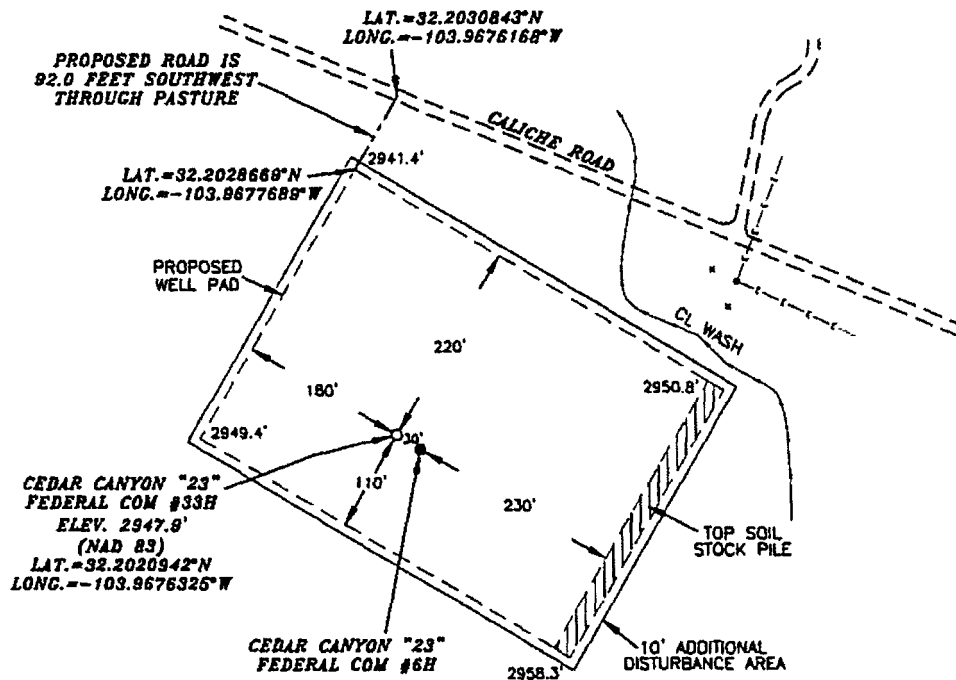 LAT.=32.2030843°N
LONG.=-103.9676168°W
PROPOSED ROAD IS
92.0 FEET SOUTHWEST
THROUGH PASTURE
CALICHE ROAD
2941.4'
LAT.=32.2028669°N
LONG.=-103.9677689°W
PROPOSED
WELL PAD
CL WASH
220'
2950.8'
180'
2949.4'
30'
110'
230'
CEDAR CANYON "23"
FEDERAL COM #33H
ELEV. 2947.9'
(NAD 83)
LAT.=32.2020942°N
LONG.=-103.9676325°W
TOP SOIL
STOCK PILE
CEDAR CANYON "23"
FEDERAL COM #6H
2958.3'
10' ADDITIONAL
DISTURBANCE AREA